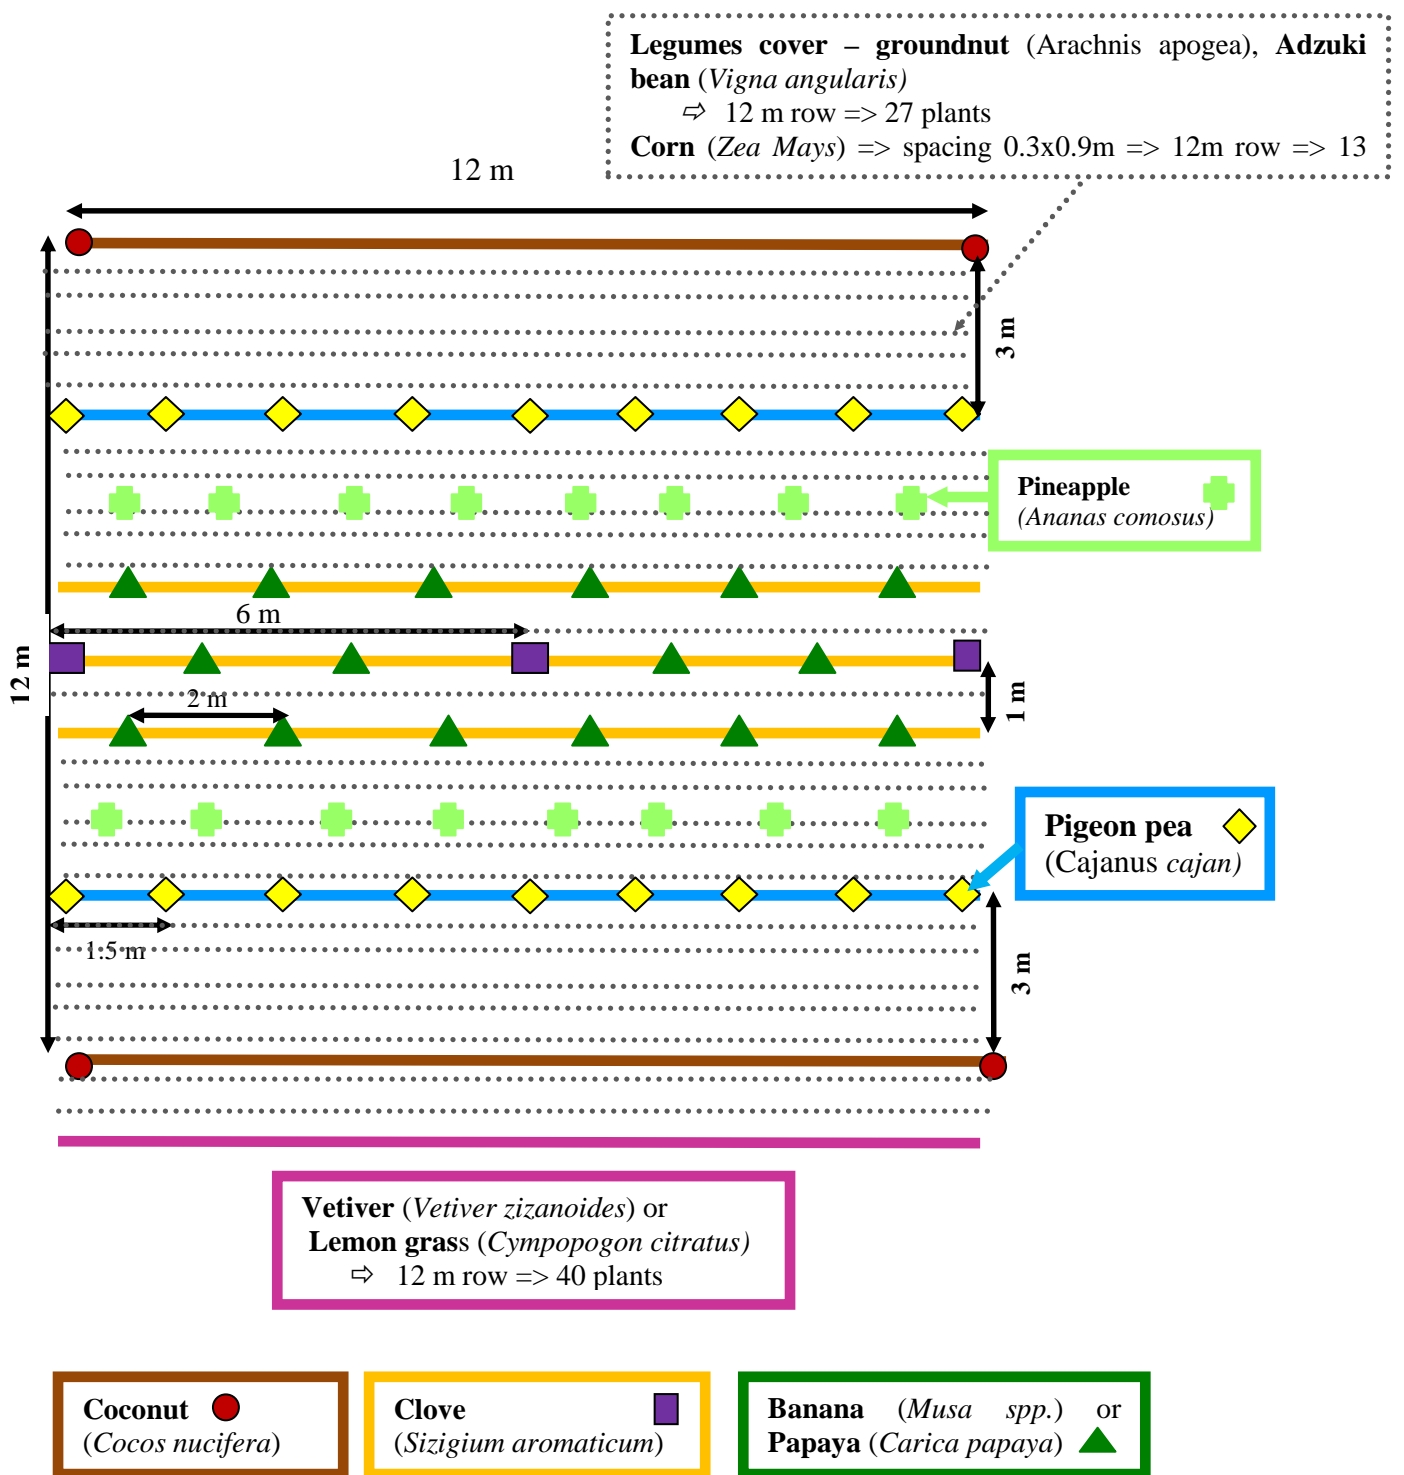 Legumes cover – groundnut (Arachnis apogea), Adzuki
bean (Vigna angularis)
⇨ 12 m row => 27 plants
Corn (Zea Mays) => spacing 0.3x0.9m => 12m row => 13
12 m
3 m
Pineapple
(Ananas comosus)
6 m
12 m
2 m
1 m
Pigeon pea
(Cajanus cajan)
1.5 m
3 m
Vetiver (Vetiver zizanoides) or
Lemon grass (Cympopogon citratus)
⇨ 12 m row => 40 plants
Coconut
(Cocos nucifera)
Clove
(Sizigium aromaticum)
Banana (Musa spp.) or
Papaya (Carica papaya)